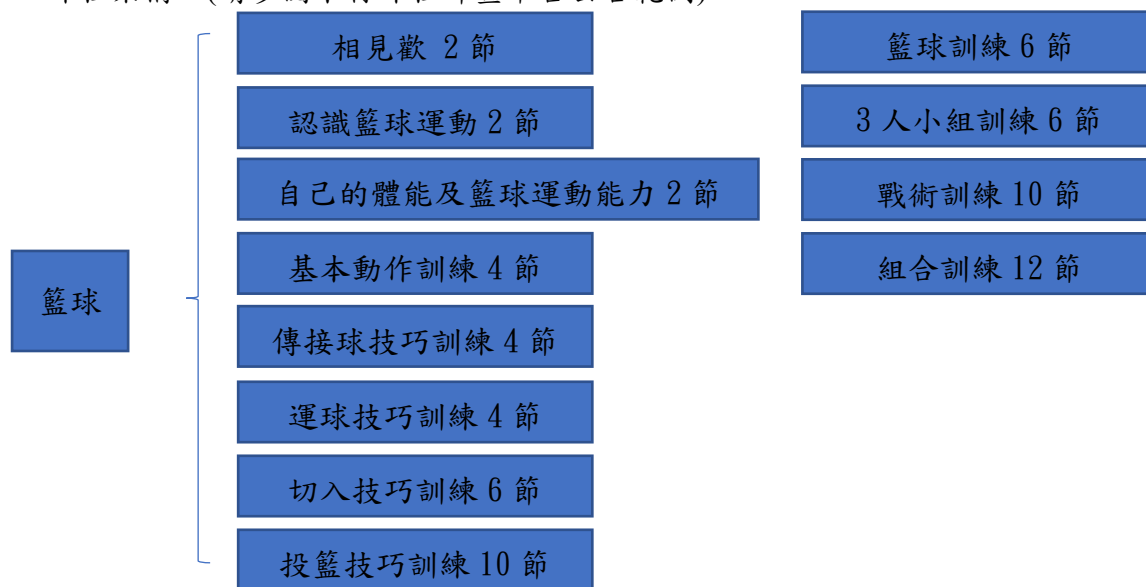 籃球
相見歡 2 節
認識籃球運動 2 節
自己的體能及籃球運動能力 2 節
基本動作訓練 4 節
傳接球技巧訓練 4 節
運球技巧訓練 4 節
切入技巧訓練 6 節
投籃技巧訓練 10 節
籃球訓練 6 節
3 人小組訓練 6 節
戰術訓練 10 節
組合訓練 12 節